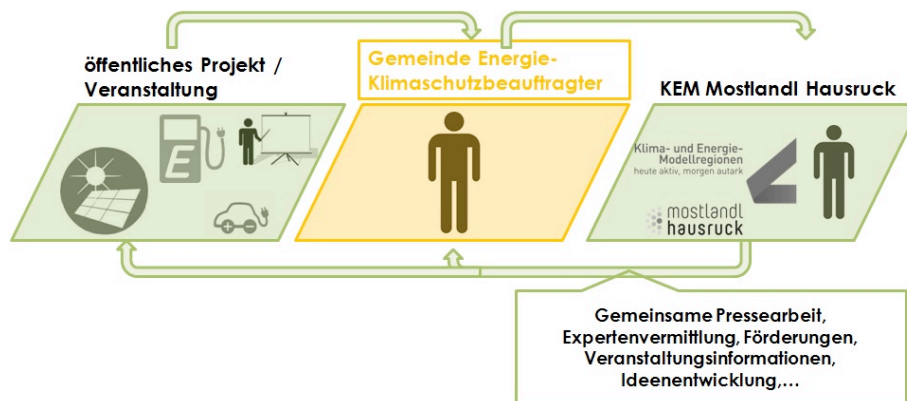 öffentliches Projekt /
Veranstaltung
Gemeinde Energie-
Klimaschutzbeauftragter
KEM Mostlandl Hausruck
E
Klima- und Energie-
Modellregionen
heute aktiv, morgen autark
mostlandl
hausruck
Gemeinsame Pressearbeit,
Expertenvermittlung, Förderungen,
Veranstaltungsinformationen,
Ideenentwicklung,...